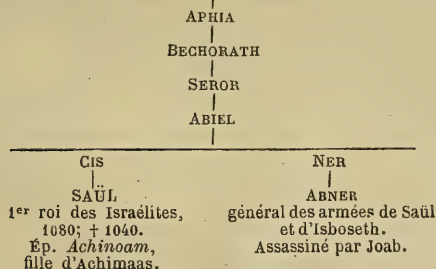 APHIA
BECHORATH
SEROR
ABIEL
CIS
SAÜL
1er roi des Israélites,
1080; † 1040.
Ép. Achinoam,
fille d'Achimaas.
NER
ABNER
général des armées de Saül
et d'Isboseth.
Assassiné par Joab.